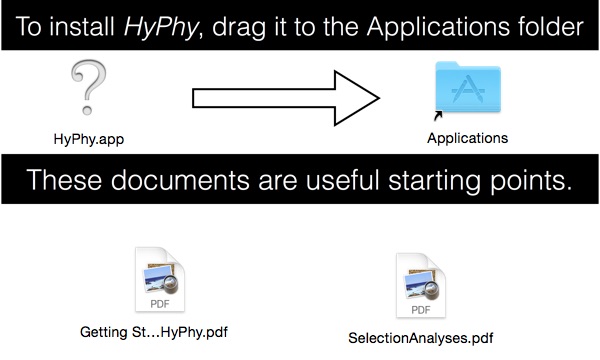 To install HyPhy, drag it to the Applications folder
?
HyPhy.app
Applications
These documents are useful starting points.
PDF
PDF
Getting St...HyPhy.pdf
SelectionAnalyses.pdf